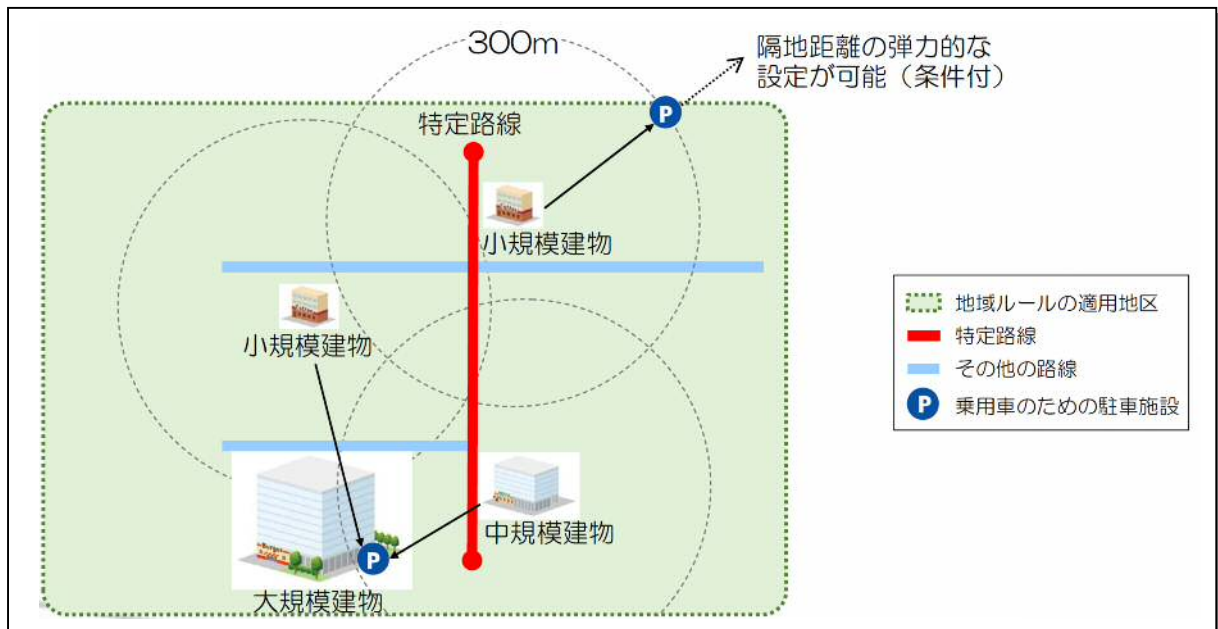 300m
隔地距離の弾力的な
設定が可能（条件付）
P
特定路線
小規模建物
小規模建物
中規模建物
P
大規模建物
地域ルールの適用地区
特定路線
その他の路線
P 乗用車のための駐車施設